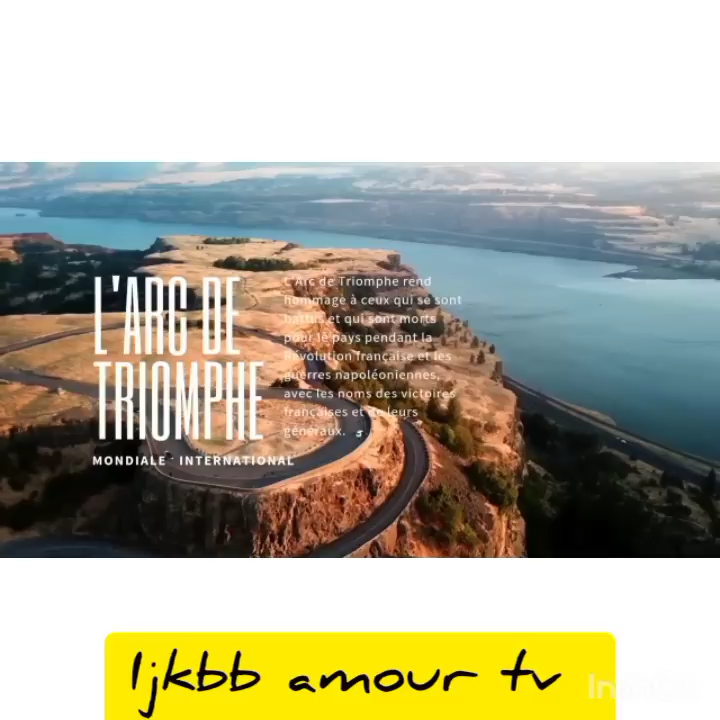 L'ARC DE
TRIOMPHE
MONDIALE · INTERNATIONAL
L'Arc de Triomphe rend
hommage à ceux qui se sont
battus et qui sont morts
pour le pays pendant la
Révolution française et les
guerres napoléoniennes,
avec les noms des victoires
françaises et de leurs
généraux.
ljkbb amour tv